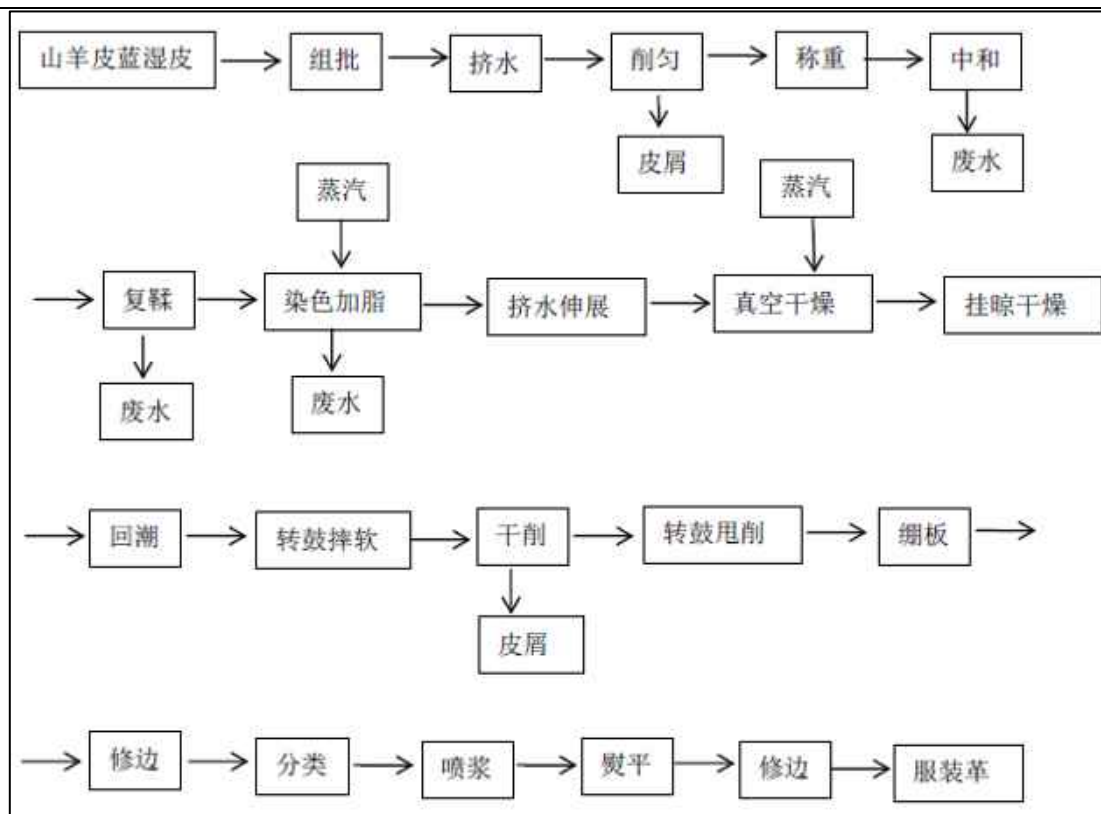 山羊皮蓝湿皮 组批 挤水 削匀 称重 中和
皮屑 废水
蒸汽 蒸汽
复鞣 染色加脂 挤水伸展 真空干燥 挂晾干燥
废水 废水
回潮 转鼓摔软 干削 转鼓甩削 绷板
皮屑
修边 分类 喷浆 熨平 修边 服装革